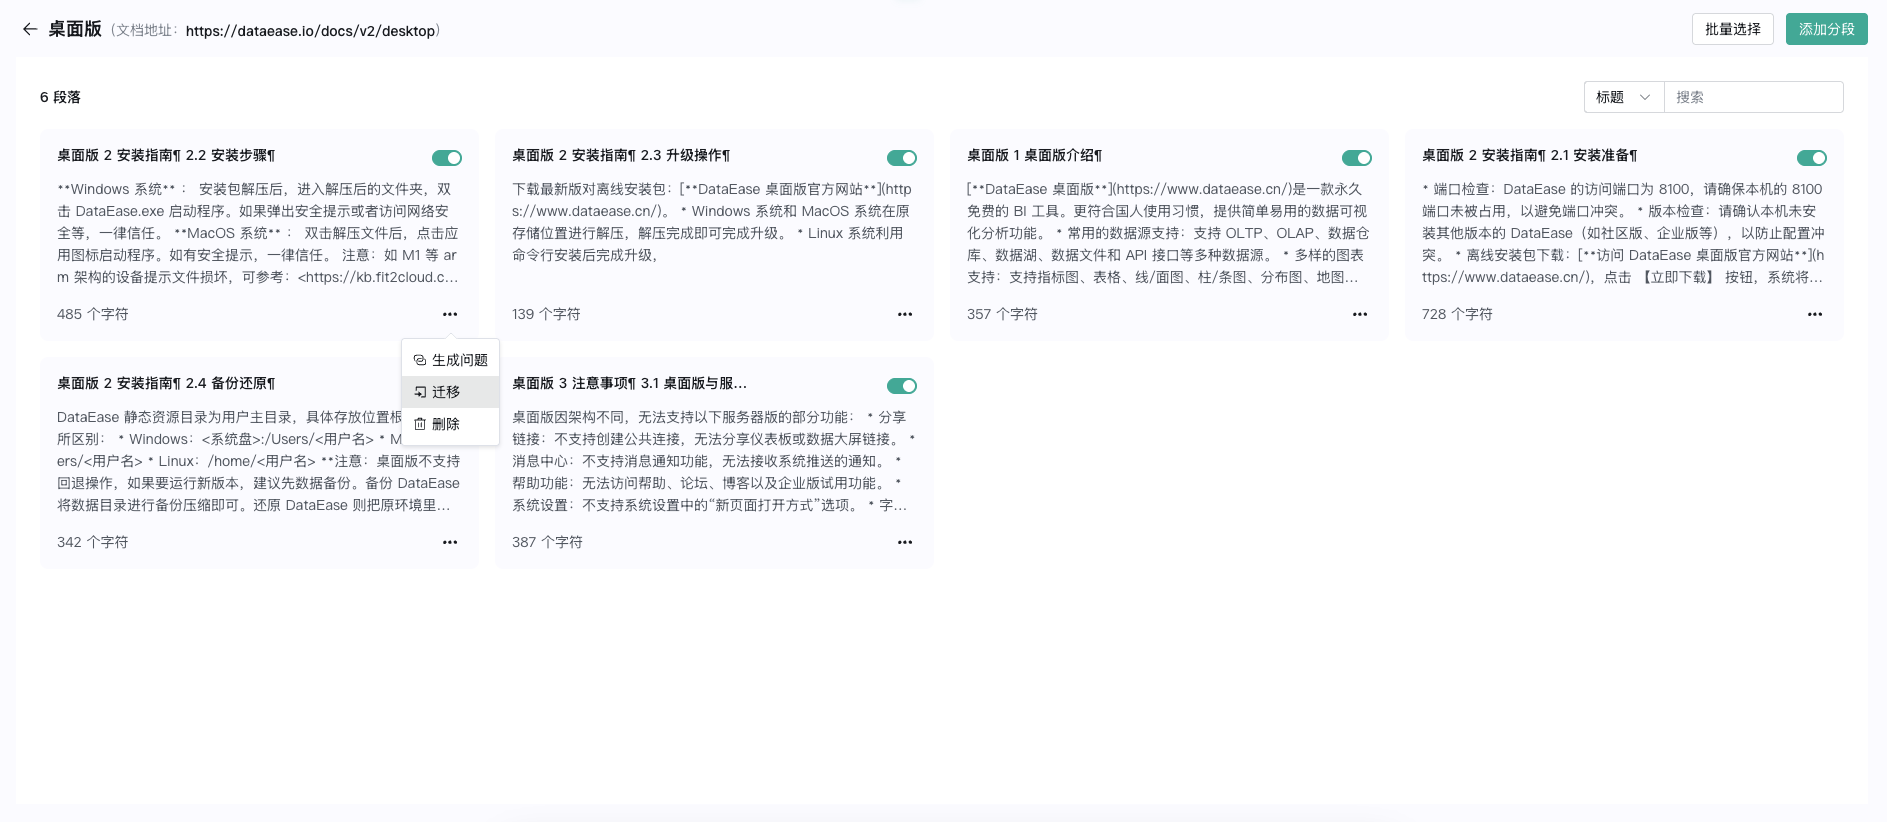 桌面版 （文档地址：https://dataease.io/docs/v2/desktop）
批量选择
添加分段
6 段落
标题
搜索
桌面版 2 安装指南¶ 2.2 安装步骤¶
**Windows 系统** ： 安装包解压后，进入解压后的文件夹，双
击 DataEase.exe 启动程序。如果弹出安全提示或者访问网络安
全等，一律信任。 **MacOS 系统** ： 双击解压文件后，点击应
用图标启动程序。如有安全提示，一律信任。 注意：如 M1 等 ar
m 架构的设备提示文件损坏，可参考：<https://kb.fit2cloud.c...
485 个字符
桌面版 2 安装指南¶ 2.3 升级操作¶
下载最新版对离线安装包：[**DataEase 桌面版官方网站**](http
s://www.dataease.cn/)。 * Windows 系统和 MacOS 系统在原
存储位置进行解压，解压完成即可完成升级。 * Linux 系统利用
命令行安装后完成升级，
139 个字符
桌面版 1 桌面版介绍¶
[**DataEase 桌面版**](https://www.dataease.cn/)是一款永久
免费的 BI 工具。更符合国人使用习惯，提供简单易用的数据可视
化分析功能。 * 常用的数据源支持：支持 OLTP、OLAP、数据仓
库、数据湖、数据文件和 API 接口等多种数据源。 * 多样的图表
支持：支持指标图、表格、线/面图、柱/条图、分布图、地图...
357 个字符
桌面版 2 安装指南¶ 2.1 安装准备¶
* 端口检查：DataEase 的访问端口为 8100，请确保本机的 8100
端口未被占用，以避免端口冲突。 * 版本检查：请确认本机未安
装其他版本的 DataEase（如社区版、企业版等），以防止配置冲
突。 * 离线安装包下载：[**访问 DataEase 桌面版官方网站**](h
ttps://www.dataease.cn/)，点击 【立即下载】 按钮，系统将...
728 个字符
生成问题
迁移
删除
桌面版 2 安装指南¶ 2.4 备份还原¶
DataEase 静态资源目录为用户主目录，具体存放位置根
所区别： * Windows：<系统盘>:/Users/<用户名> * M
ers/<用户名> * Linux：/home/<用户名> **注意：桌面版不支持
回退操作，如果要运行新版本，建议先数据备份。备份 DataEase
将数据目录进行备份压缩即可。还原 DataEase 则把原环境里...
342 个字符
桌面版 3 注意事项¶ 3.1 桌面版与服...
桌面版因架构不同，无法支持以下服务器版的部分功能： * 分享
链接：不支持创建公共连接，无法分享仪表板或数据大屏链接。 *
消息中心：不支持消息通知功能，无法接收系统推送的通知。 *
帮助功能：无法访问帮助、论坛、博客以及企业版试用功能。 *
系统设置：不支持系统设置中的“新页面打开方式”选项。 * 字...
387 个字符